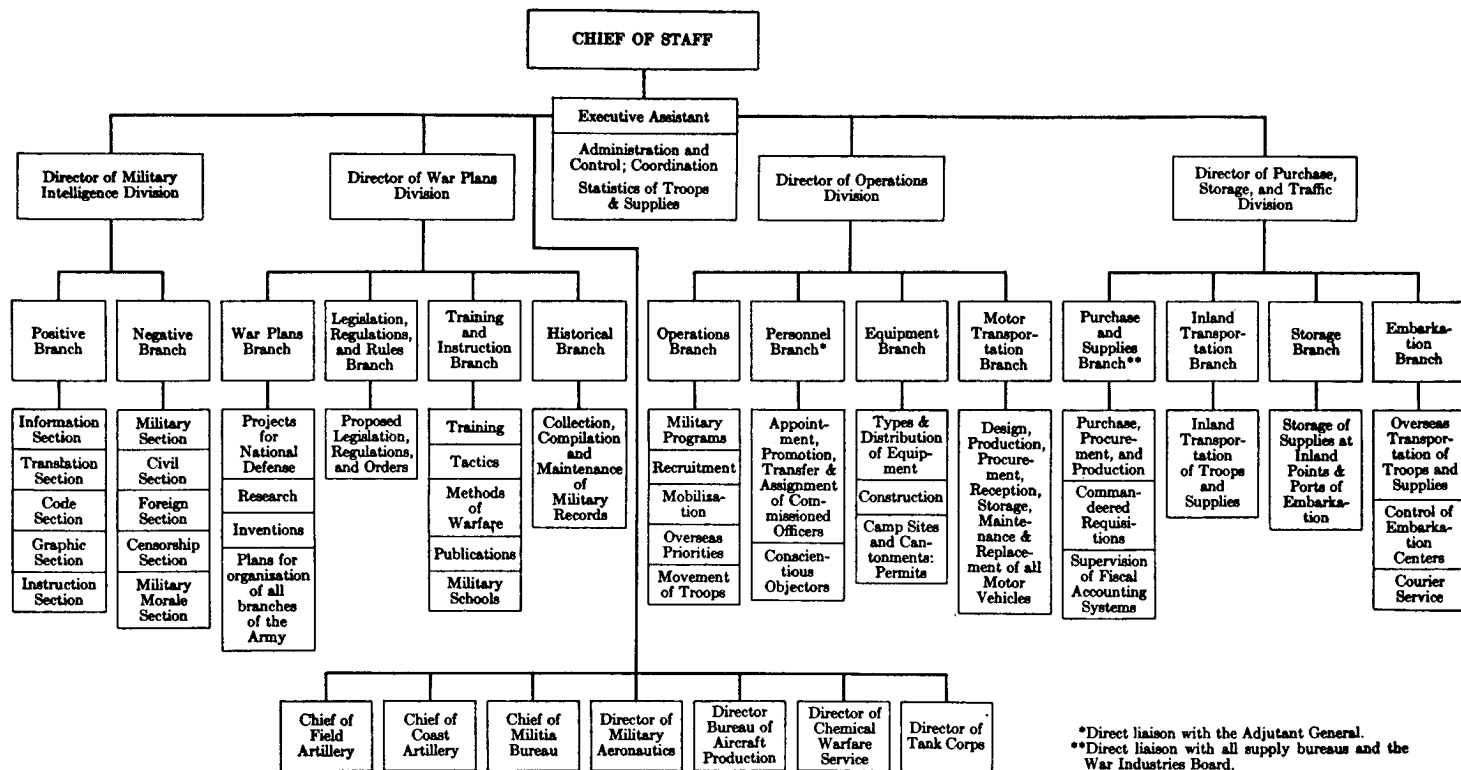 CHIEF OF STAFF
Executive Assistant
Administration and
Control; Coordination
Statistics of Troops
& Supplies
Director of Military
Intelligence Division
Director of War Plans
Division
Director of Operations
Division
Director of Purchase,
Storage, and Traffic
Division
Positive
Branch
Negative
Branch
War Plans
Branch
Legislation,
Regulations,
and Rules
Branch
Training
and
Instruction
Branch
Historical
Branch
Operations
Branch
Personnel
Branch*
Equipment
Branch
Motor
Transpor-
tation
Branch
Purchase
and
Supplies
Branch**
Inland
Transpor-
tation
Branch
Storage
Branch
Embarka-
tion
Branch
Information
Section
Translation
Section
Code
Section
Graphic
Section
Instruction
Section
Military
Section
Civil
Section
Foreign
Section
Censorship
Section
Military
Morale
Section
Projects
for
National
Defense
Research
Inventions
Plans for
organization
of all
branches
of the
Army
Proposed
Legislation,
Regulations,
and Orders
Training
Tactics
Methods
of
Warfare
Publications
Military
Schools
Collection,
Compilation
and
Maintenance
of
Military
Records
Military
Programs
Recruitment
Mobiliza-
tion
Overseas
Priorities
Movement
of Troops
Appoint-
ment,
Promotion,
Transfer &
Assignment
of Com-
missioned
Officers
Conscien-
tious
Objectors
Types &
Distribution
of Equip-
ment
Construction
Camp Sites
and Can-
tonments:
Permits
Design,
Production,
Procure-
ment,
Reception,
Storage,
Mainte-
nance &
Replace-
ment of all
Motor
Vehicles
Purchase,
Procure-
ment, and
Production
Comman-
deered
Requisi-
tions
Supervision
of Fiscal
Accounting
Systems
Inland
Transpor-
tation
of Troops
and
Supplies
Storage of
Supplies at
Inland
Points &
Ports of
Embarka-
tion
Overseas
Transpor-
tation of
Troops and
Supplies
Control of
Embarka-
tion
Centers
Courier
Service
Chief of
Field
Artillery
Chief of
Coast
Artillery
Chief of
Militia
Bureau
Director of
Military
Aeronautics
Director
Bureau of
Aircraft
Production
Director of
Chemical
Warfare
Service
Director of
Tank Corps
*Direct liaison with the Adjutant General.
**Direct liaison with all supply bureaus and the
War Industries Board.